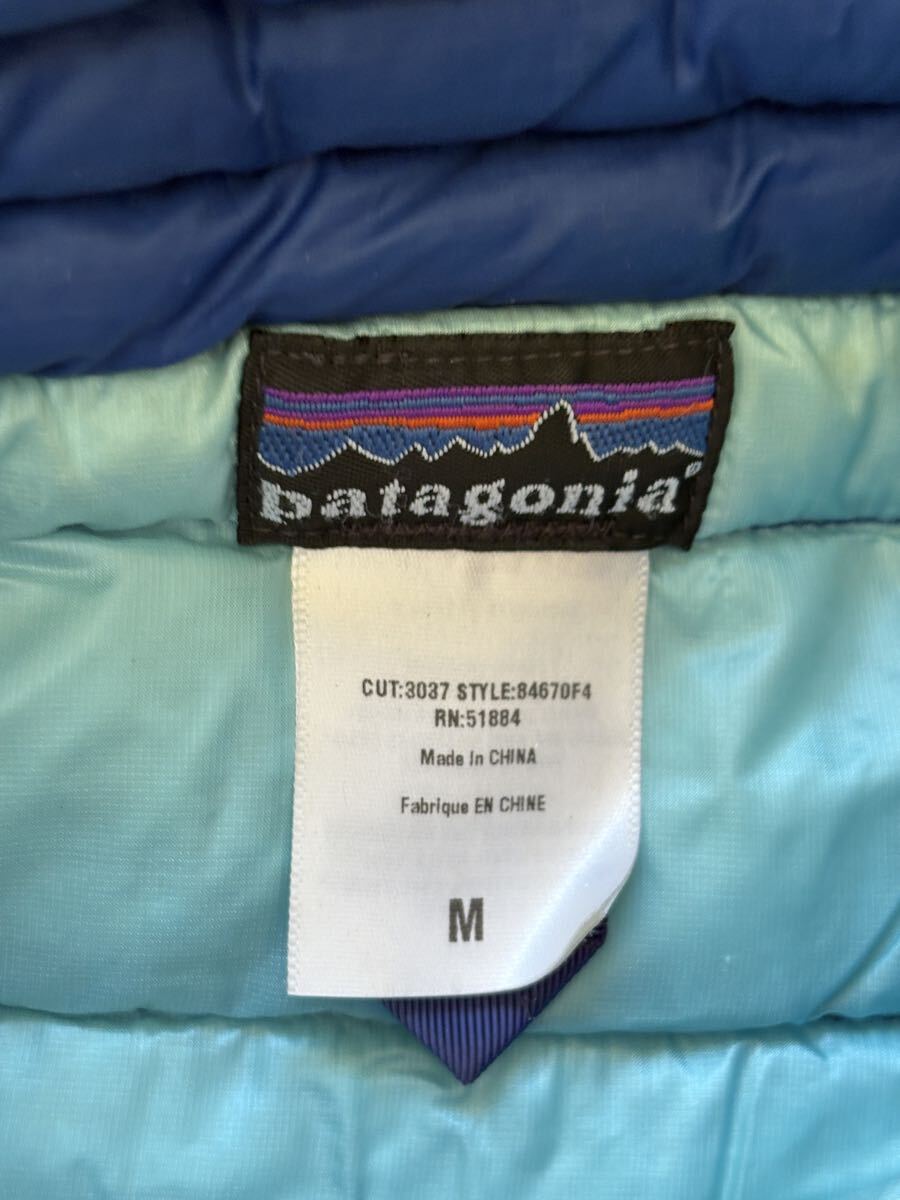 patagonia®
CUT:3037 STYLE:84670F4
RN:51884
Made in CHINA
Fabrique EN CHINE
M